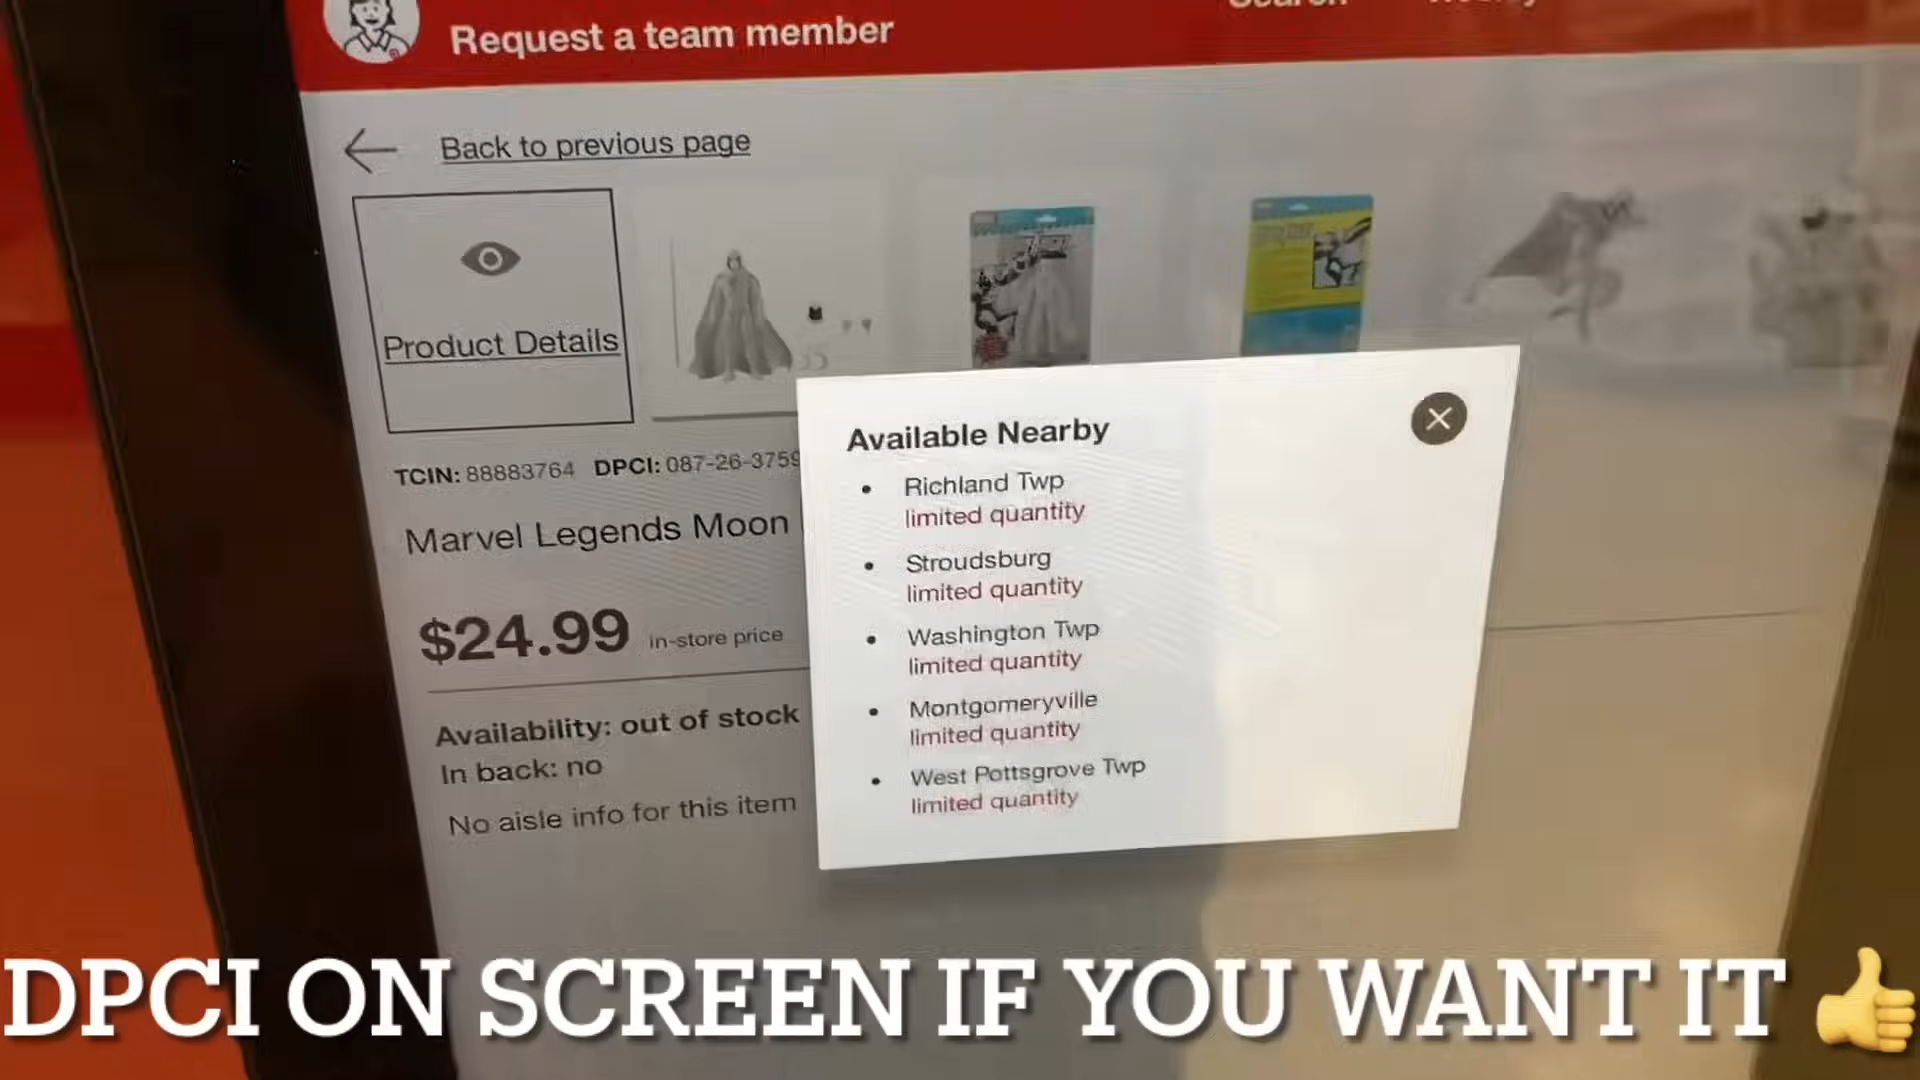 Request a team member
Back to previous page
Product Details
TCIN: 88883764 DPCI: 087-26-3759
Marvel Legends Moon
$24.99 in-store price
Availability: out of stock
In back: no
No aisle info for this item
Available Nearby
• Richland Twp
limited quantity
• Stroudsburg
limited quantity
• Washington Twp
limited quantity
• Montgomeryville
limited quantity
• West Pottsgrove Twp
limited quantity
DPCI ON SCREEN IF YOU WANT IT 👍